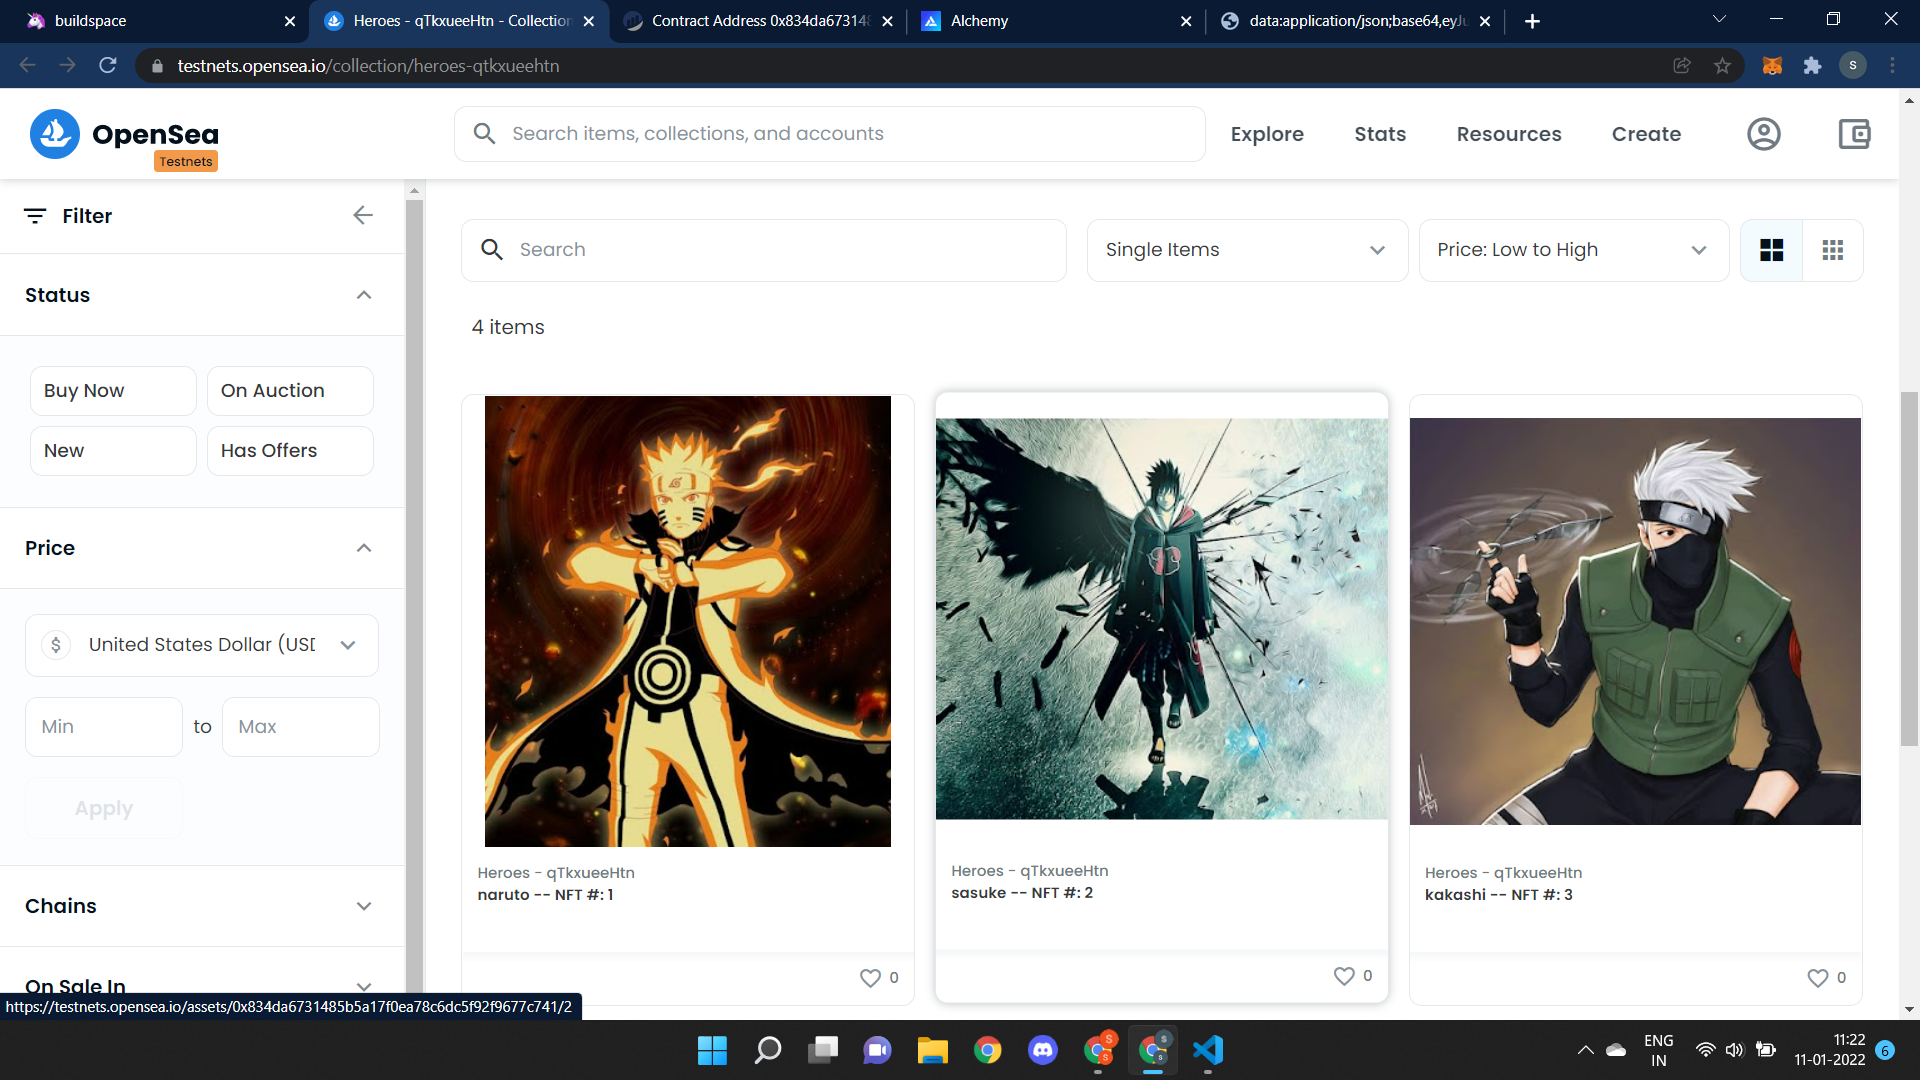 buildspace
Heroes - qTkxueeHtn - Collection
Contract Address 0x834da67314
Alchemy
data:application/json;base64,eyJ
testnets.opensea.io/collection/heroes-qtkxueehtn
S
OpenSea
Testnets
Search items, collections, and accounts
Explore
Stats
Resources
Create
Filter
Search
Single Items
Price: Low to High
Status
4 items
Buy Now
On Auction
New
Has Offers
Price
$
United States Dollar (USD
Min
to
Max
Apply
Heroes - qTkxueeHtn
naruto -- NFT #: 1
Heroes - qTkxueeHtn
sasuke -- NFT #: 2
Heroes - qTkxueeHtn
kakashi -- NFT #: 3
Chains
0
0
0
On Sale In
https://testnets.opensea.io/assets/0x834da6731485b5a17f0ea78c6dc5f92f9677c741/2
ENG
IN
11:22
11-01-2022
6